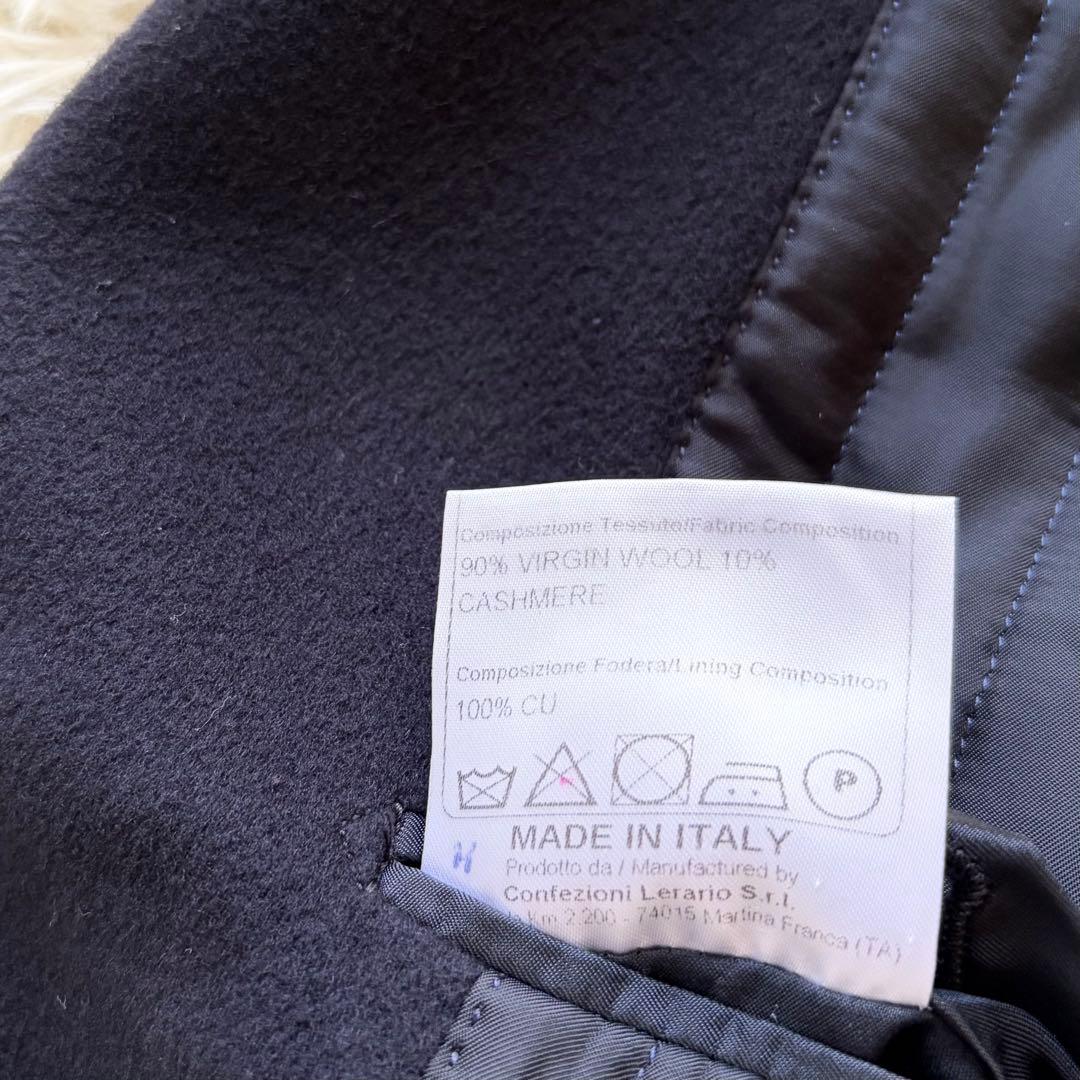 Composizione Tessuto/Fabric Composition
90% VIRGIN WOOL 10%
CASHMERE
Composizione Fodera/Lining Composition
100% CU
P
MADE IN ITALY
Prodotto da / Manufactured by
Confezioni Lerario S.r.l.
Km 2.200 - 74015 Martina Franca (TA)